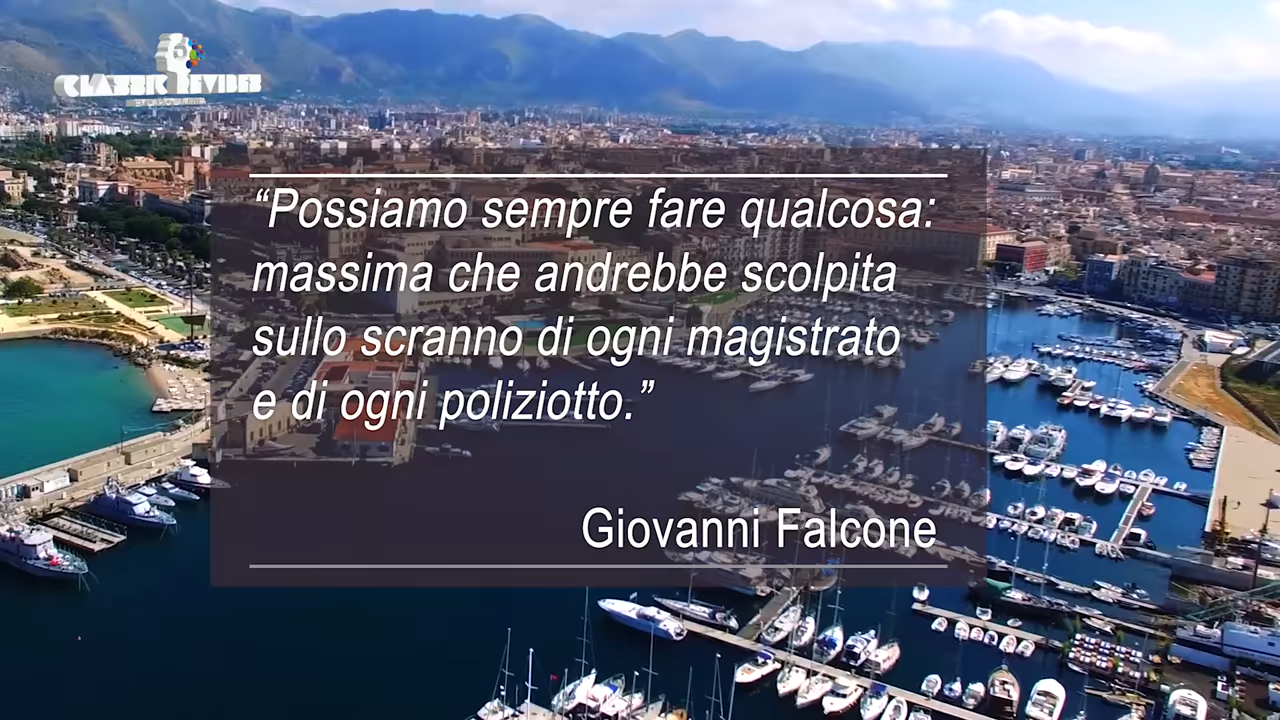 CLASSIC REVIBES
“Possiamo sempre fare qualcosa:
massima che andrebbe scolpita
sullo scranno di ogni magistrato
e di ogni poliziotto.”
Giovanni Falcone